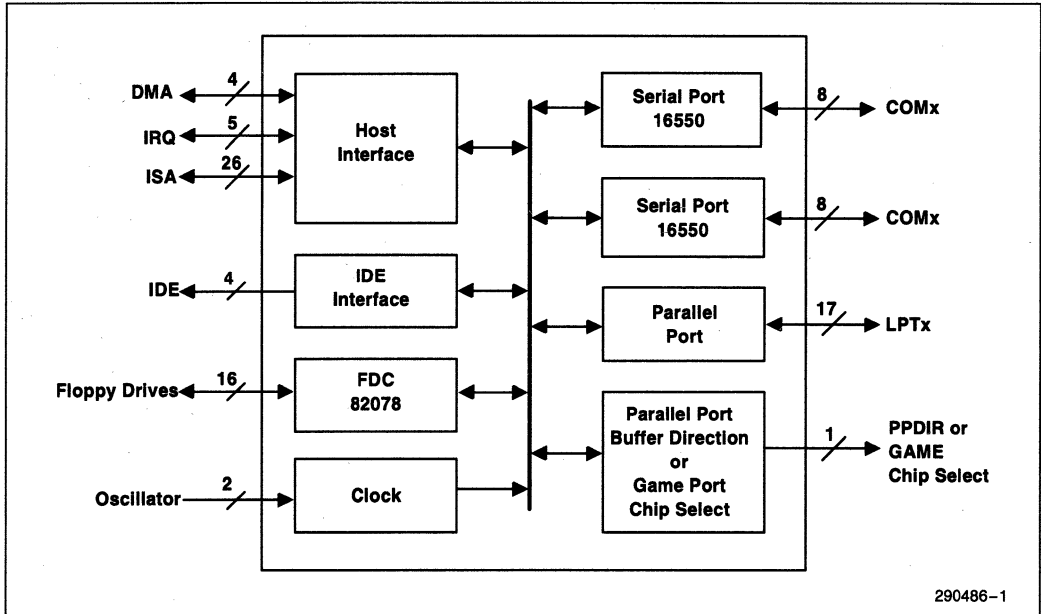 DMA
4
IRQ
5
ISA
26
Host
Interface
IDE
4
IDE
Interface
Floppy Drives
16
FDC
82078
Oscillator
2
Clock
Serial Port
16550
8
COMx
Serial Port
16550
8
COMx
Parallel
Port
17
LPTx
Parallel Port
Buffer Direction
or
Game Port
Chip Select
1
PPDIR or
GAME
Chip Select
290486–1